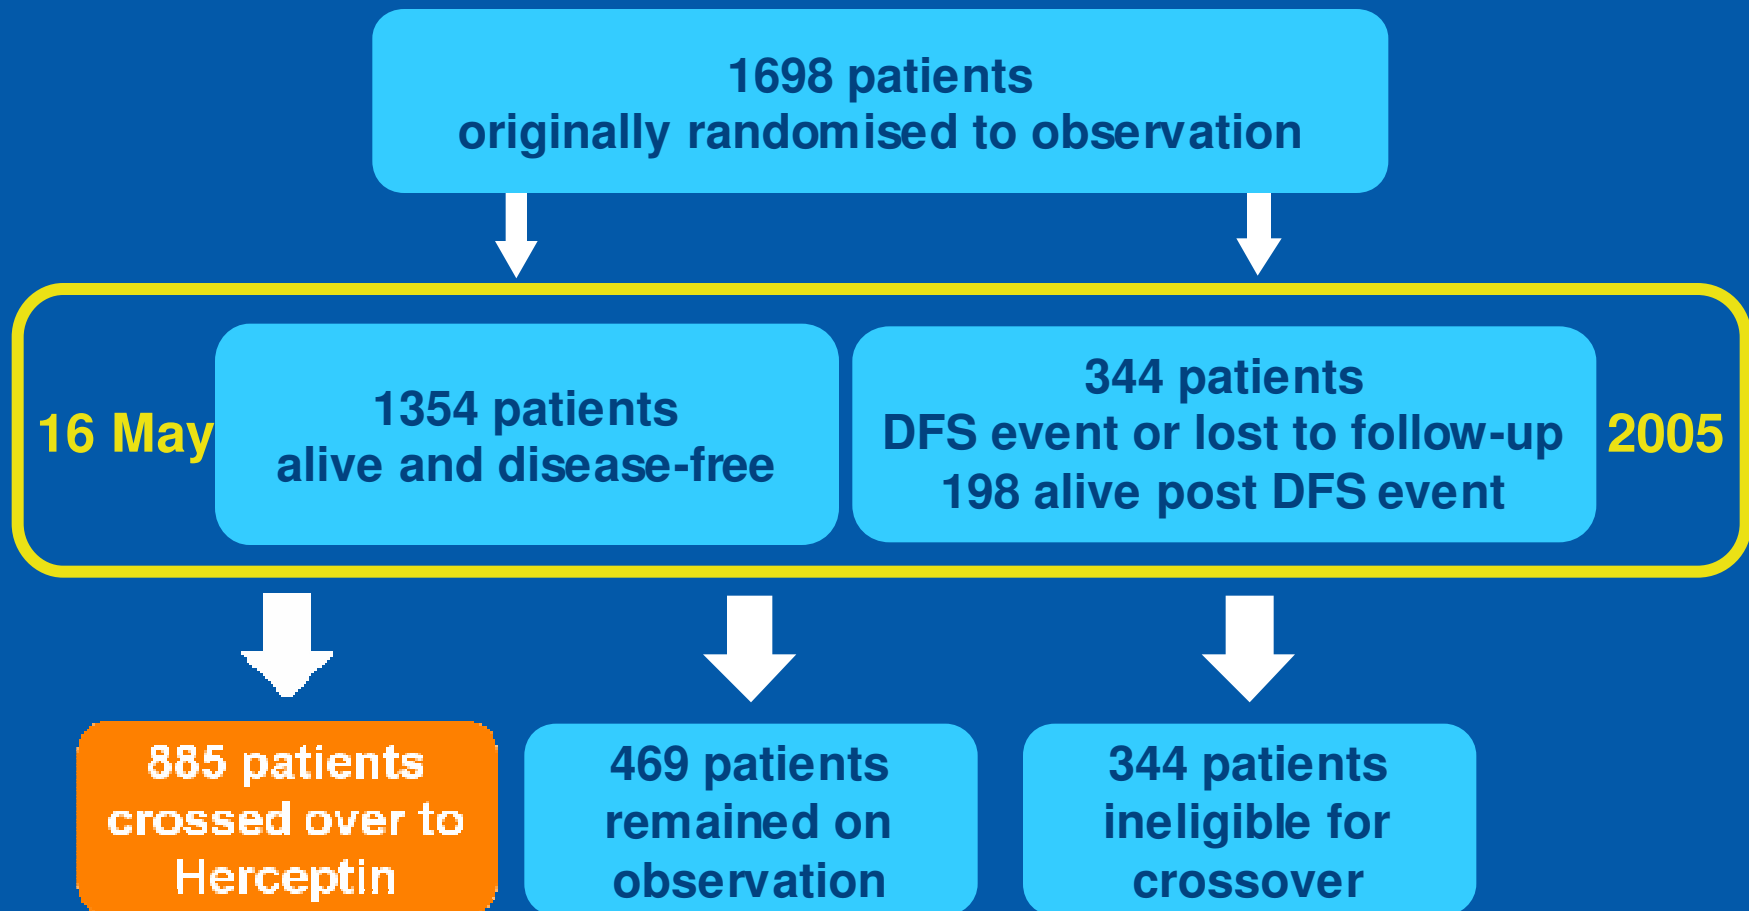 1698 patients
originally randomised to observation
16 May
1354 patients
alive and disease-free
344 patients
DFS event or lost to follow-up
198 alive post DFS event
2005
885 patients
crossed over to
Herceptin
469 patients
remained on
observation
344 patients
ineligible for
crossover